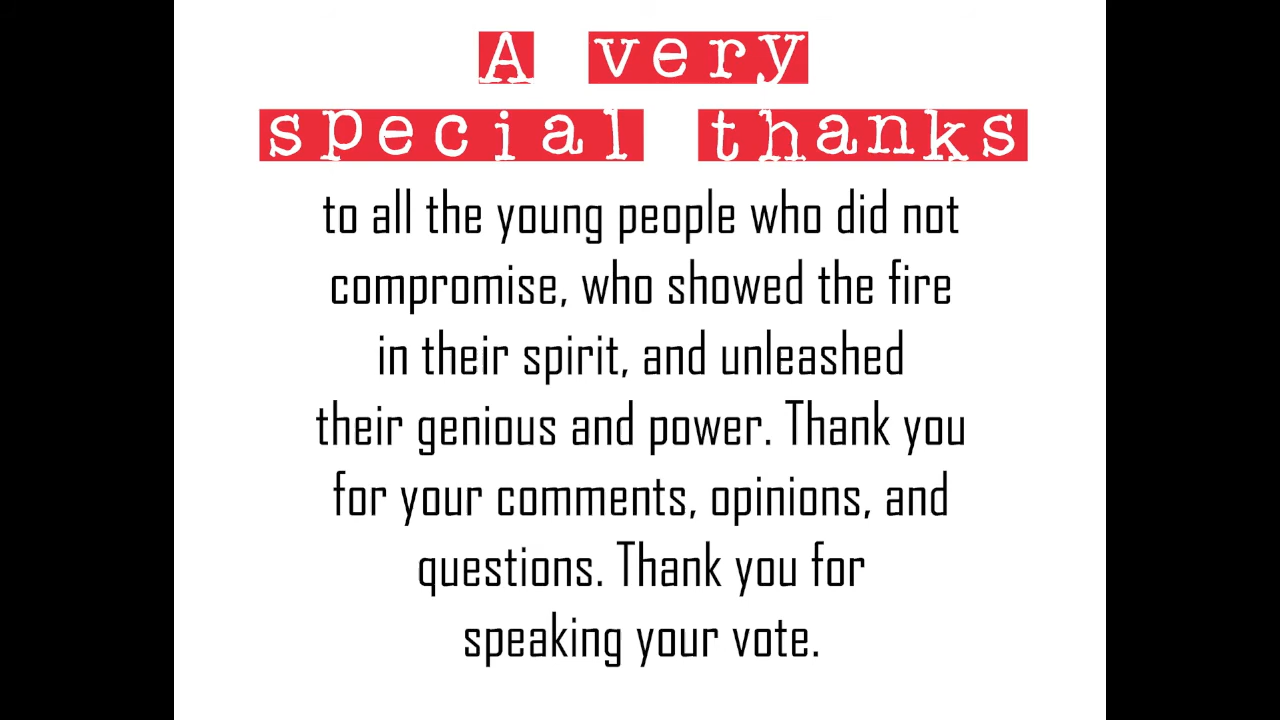 A very
special thanks
to all the young people who did not
compromise, who showed the fire
in their spirit, and unleashed
their genious and power. Thank you
for your comments, opinions, and
questions. Thank you for
speaking your vote.